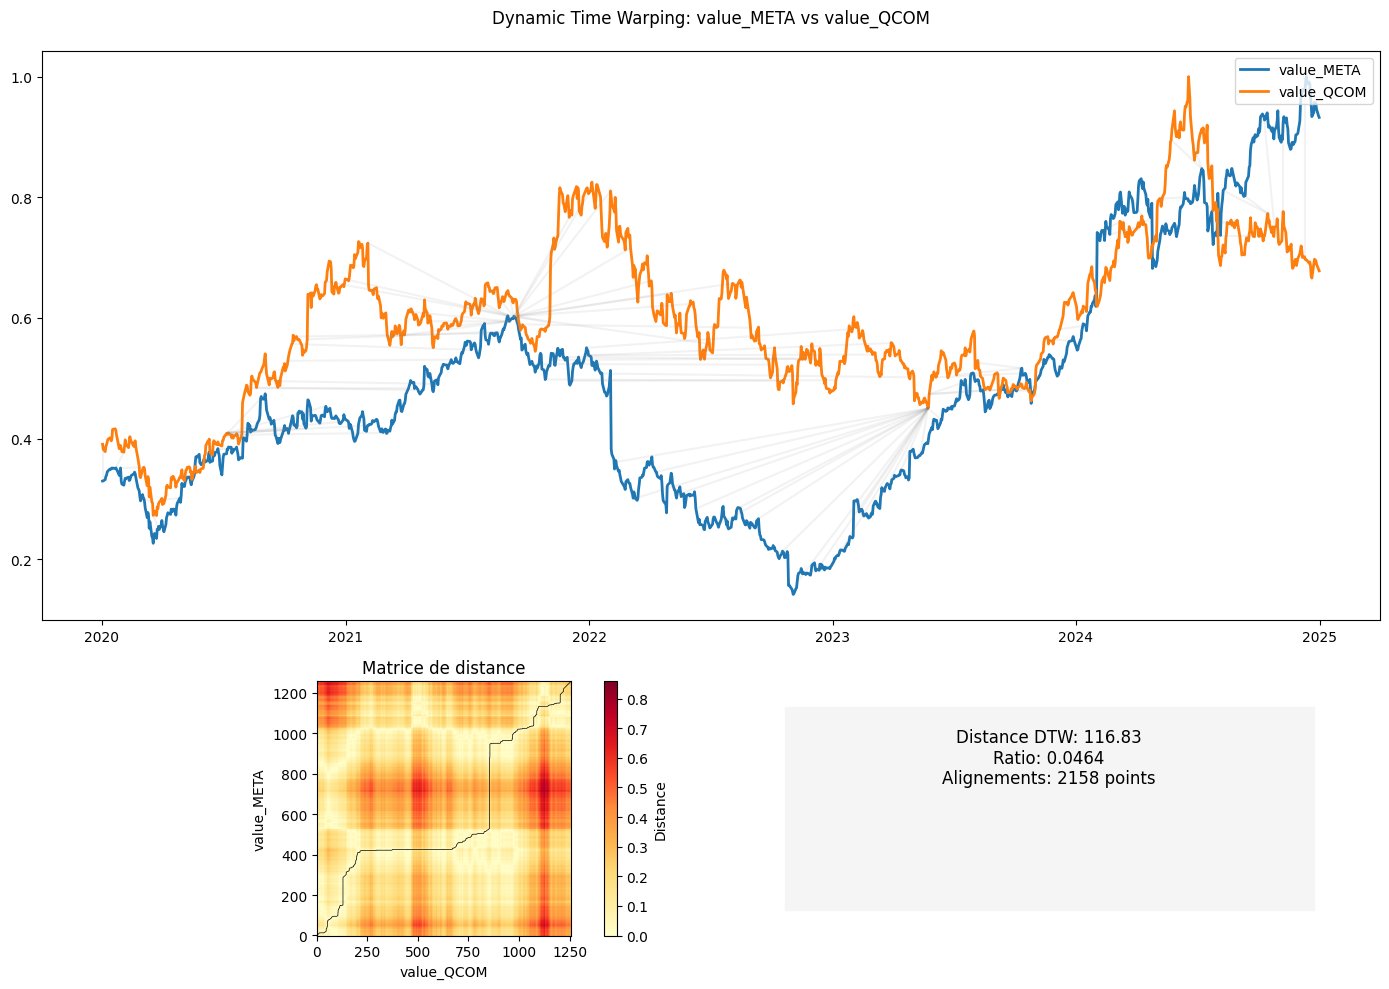 Dynamic Time Warping: value_META vs value_QCOM
value_META
value_QCOM
1.0
0.8
0.6
0.4
0.2
2020 2021 2022 2023 2024 2025
Matrice de distance
1200
1000
800
600
400
200
0
value_META
0 250 500 750 1000 1250
value_QCOM
0.8
0.7
0.6
0.5
0.4
0.3
0.2
0.1
0.0
Distance
Distance DTW: 116.83
Ratio: 0.0464
Alignements: 2158 points